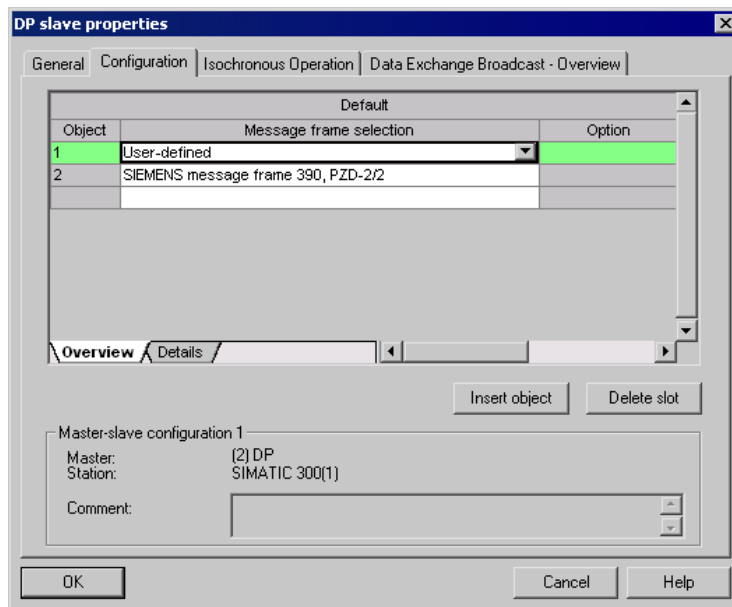 DP slave properties
General Configuration Isochronous Operation Data Exchange Broadcast - Overview
Default
Object Message frame selection Option
1 User-defined
2 SIEMENS message frame 390, PZD-2/2
Overview Details
Insert object Delete slot
Master-slave configuration 1
Master: (2) DP
Station: SIMATIC 300(1)
Comment:
OK Cancel Help